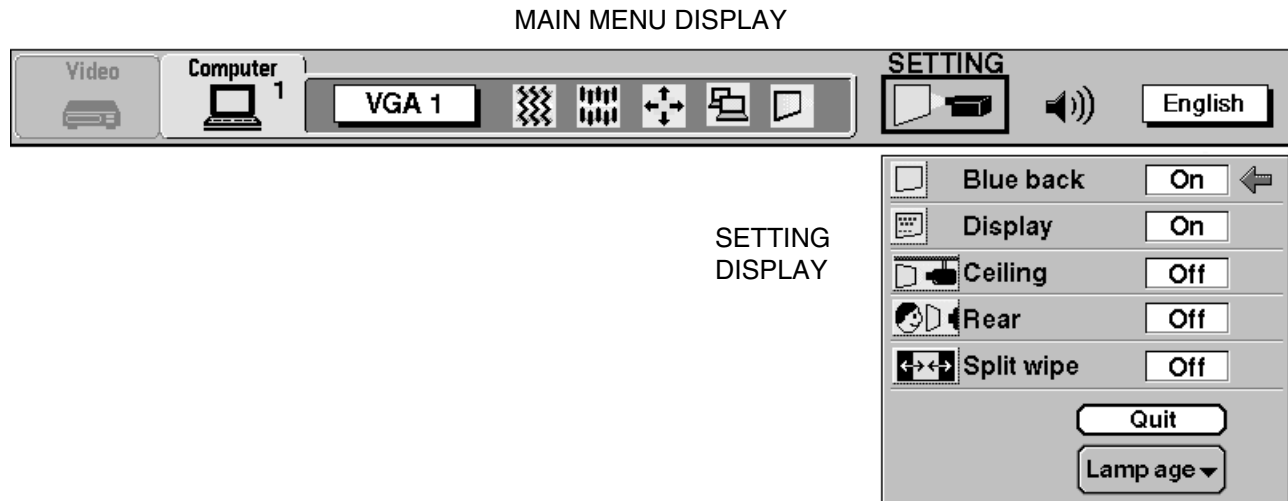 MAIN MENU DISPLAY
SETTING
Video
Computer
1
VGA 1
English
Blue back On
SETTING
DISPLAY
Display On
Ceiling Off
Rear Off
Split wipe Off
Quit
Lamp age